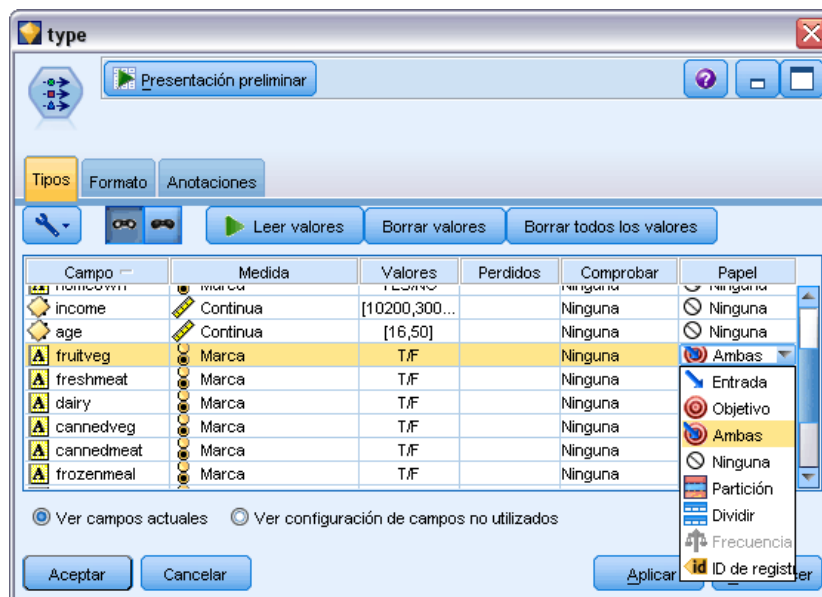 type
Presentación preliminar
Tipos Formato Anotaciones
Leer valores Borrar valores Borrar todos los valores
Campo Medida Valores Perdidos Comprobar Papel
income Continua [10200,300... Ninguna Ninguna
age Continua [16,50] Ninguna Ninguna
A fruitveg Marca T/F Ninguna Ambas
A freshmeat Marca T/F Ninguna
A dairy Marca T/F Ninguna
A cannedveg Marca T/F Ninguna
A cannedmeat Marca T/F Ninguna
A frozenmeal Marca T/F Ninguna
Entrada
Objetivo
Ambas
Ninguna
Partición
Dividir
Frecuencia
id ID de regist
Ver campos actuales Ver configuración de campos no utilizados
Aceptar Cancelar Aplicar cer